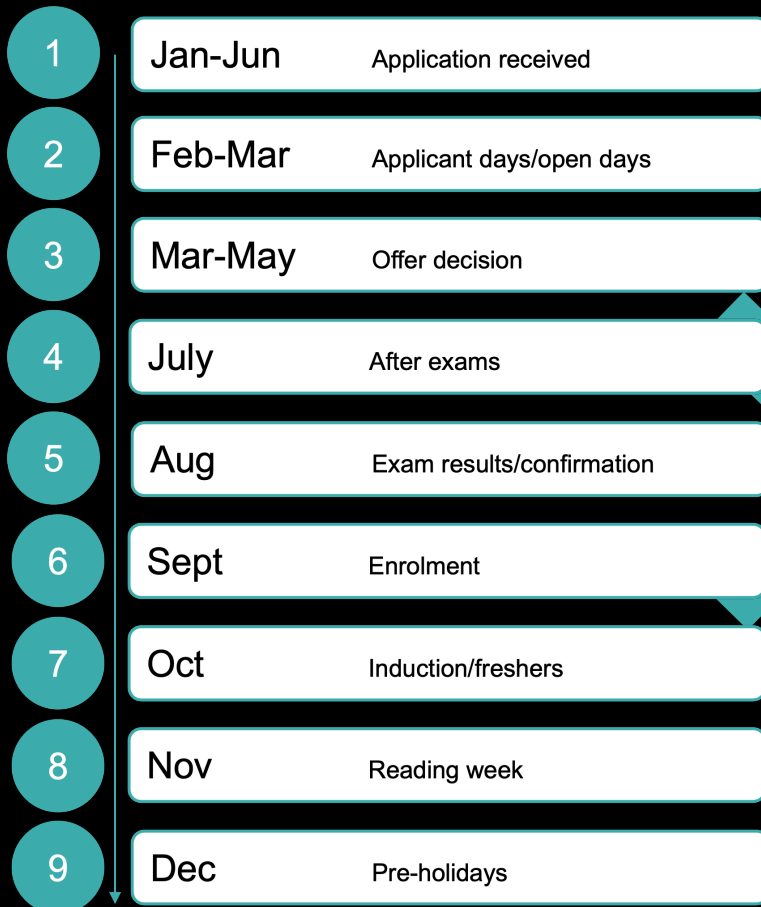 1 Jan-Jun Application received
2 Feb-Mar Applicant days/open days
3 Mar-May Offer decision
4 July After exams
5 Aug Exam results/confirmation
6 Sept Enrolment
7 Oct Induction/freshers
8 Nov Reading week
9 Dec Pre-holidays